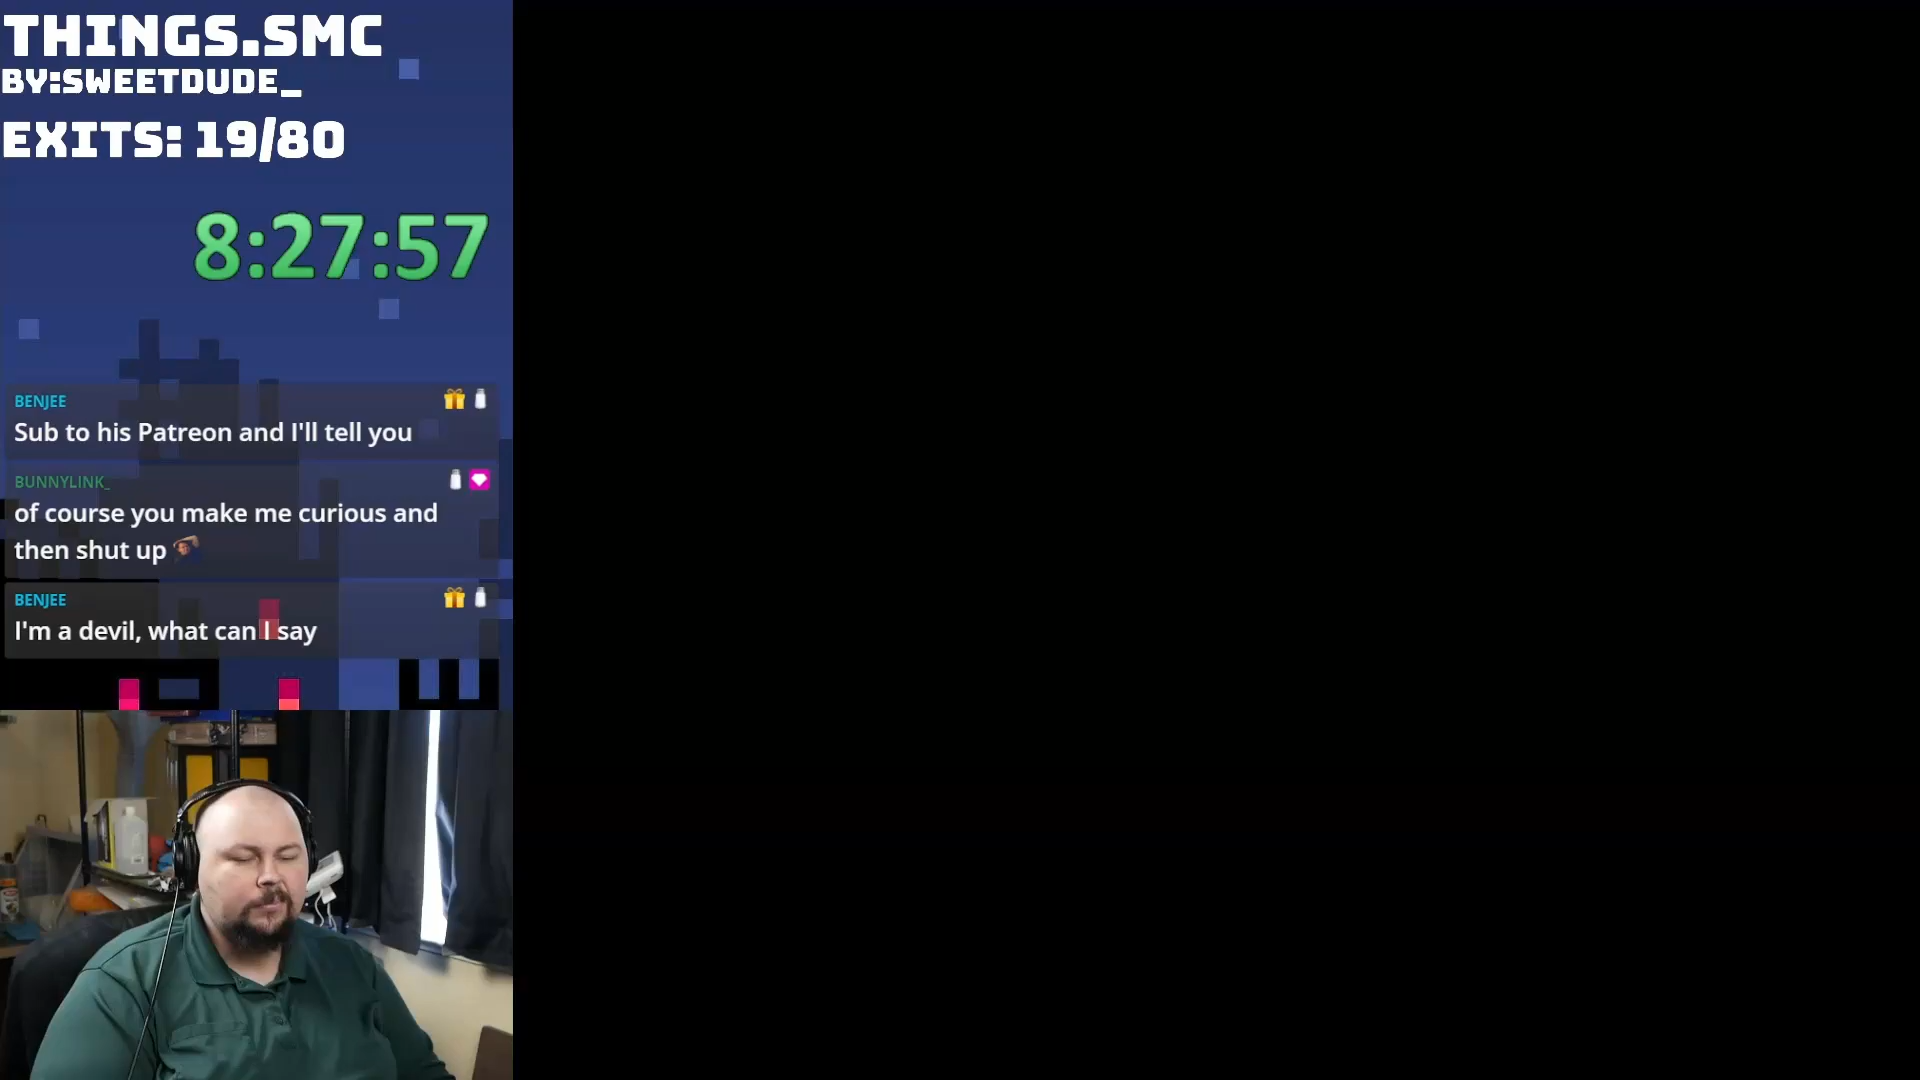 THINGS.SMC
BY:SWEETDUDE_
EXITS: 19/80
8:27:57
BENJEE
Sub to his Patreon and I'll tell you
BUNNYLINK_
of course you make me curious and
then shut up
BENJEE
I'm a devil, what can I say